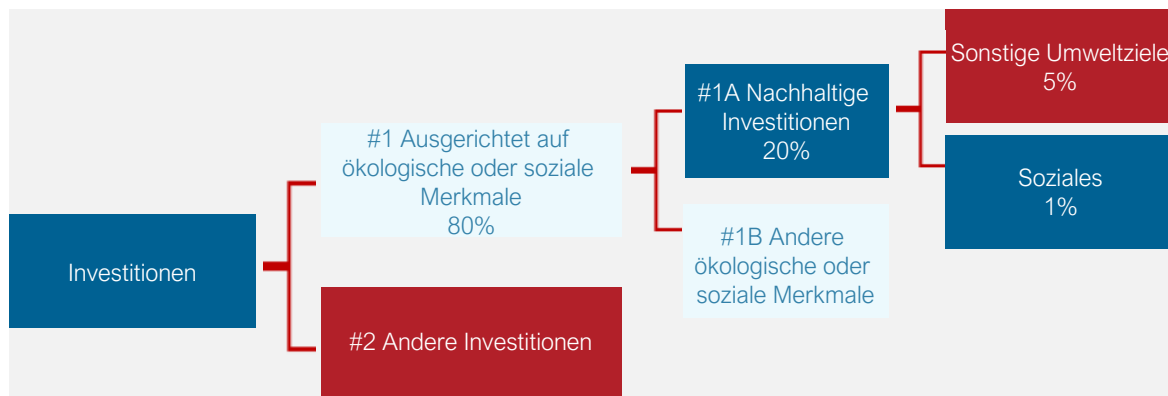 Investitionen
#1 Ausgerichtet auf
ökologische oder soziale
Merkmale
80%
#2 Andere Investitionen
#1A Nachhaltige
Investitionen
20%
#1B Andere
ökologische oder
soziale Merkmale
Sonstige Umweltziele
5%
Soziales
1%